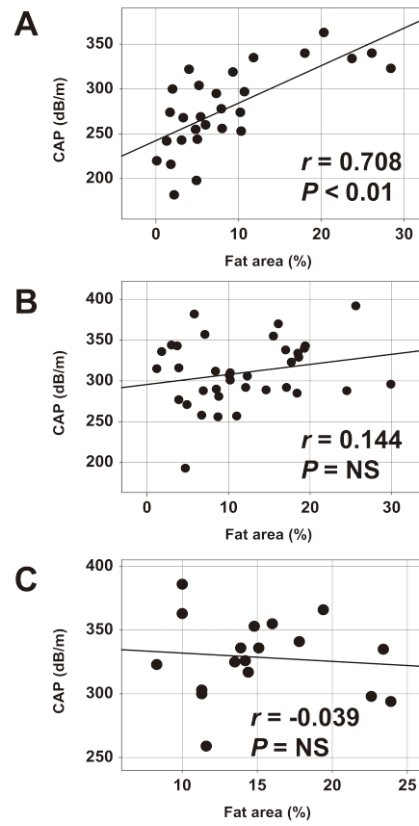 A
350
300
250
200
CAP (dB/m)
r = 0.708
P < 0.01
0 10 20 30
Fat area (%)
B
400
350
300
250
200
CAP (dB/m)
r = 0.144
P = NS
0 10 20 30
Fat area (%)
C
400
350
300
250
CAP (dB/m)
r = -0.039
P = NS
10 15 20 25
Fat area (%)